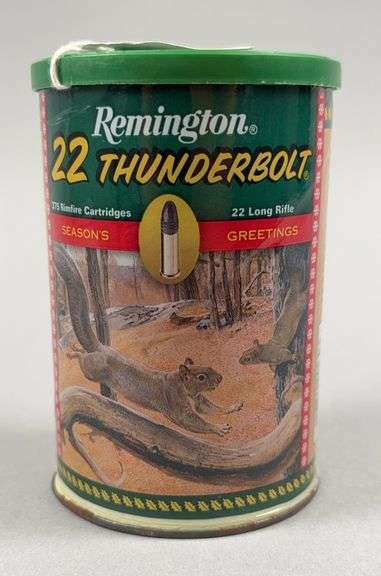 Remington®
22 THUNDERBOLT®
375 Rimfire Cartridges 22 Long Rifle
SEASON'S GREETINGS